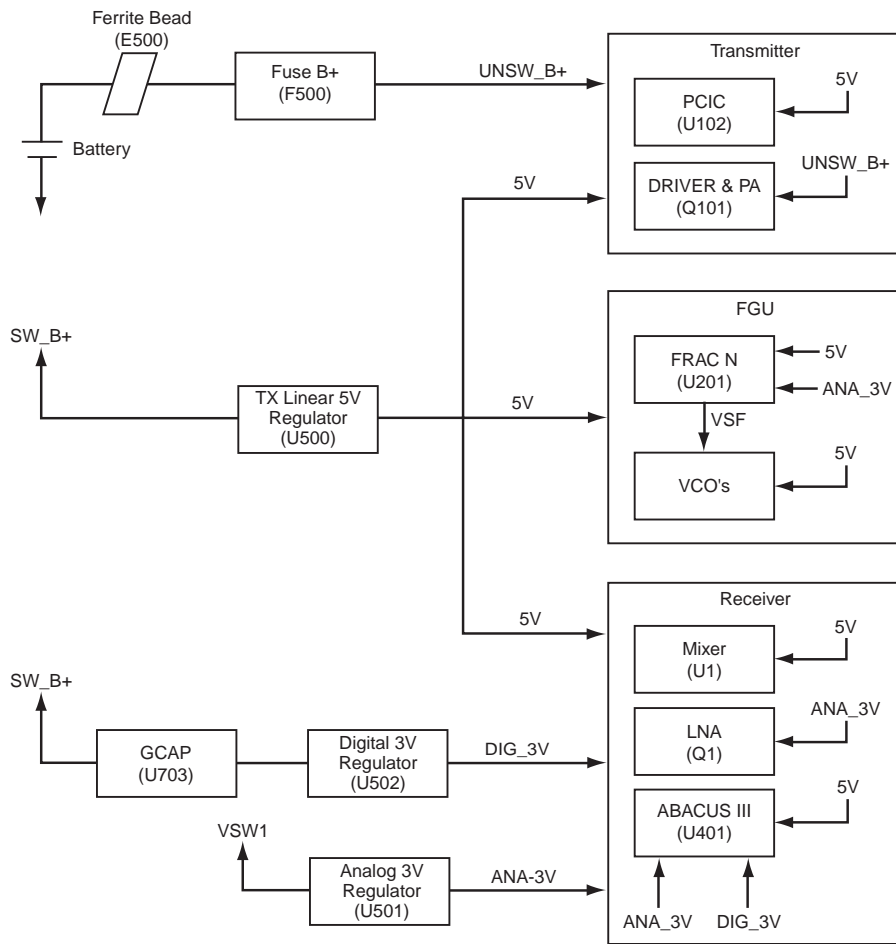 Ferrite Bead
(E500)
Fuse B+
(F500)
UNSW_B+
Battery
Transmitter
PCIC
(U102)
5V
DRIVER & PA
(Q101)
UNSW_B+
5V
SW_B+
TX Linear 5V
Regulator
(U500)
5V
FGU
FRAC N
(U201)
5V
ANA_3V
VSF
VCO's
5V
5V
Receiver
Mixer
(U1)
5V
LNA
(Q1)
ANA_3V
ABACUS III
(U401)
5V
ANA_3V
DIG_3V
SW_B+
GCAP
(U703)
Digital 3V
Regulator
(U502)
DIG_3V
VSW1
Analog 3V
Regulator
(U501)
ANA-3V